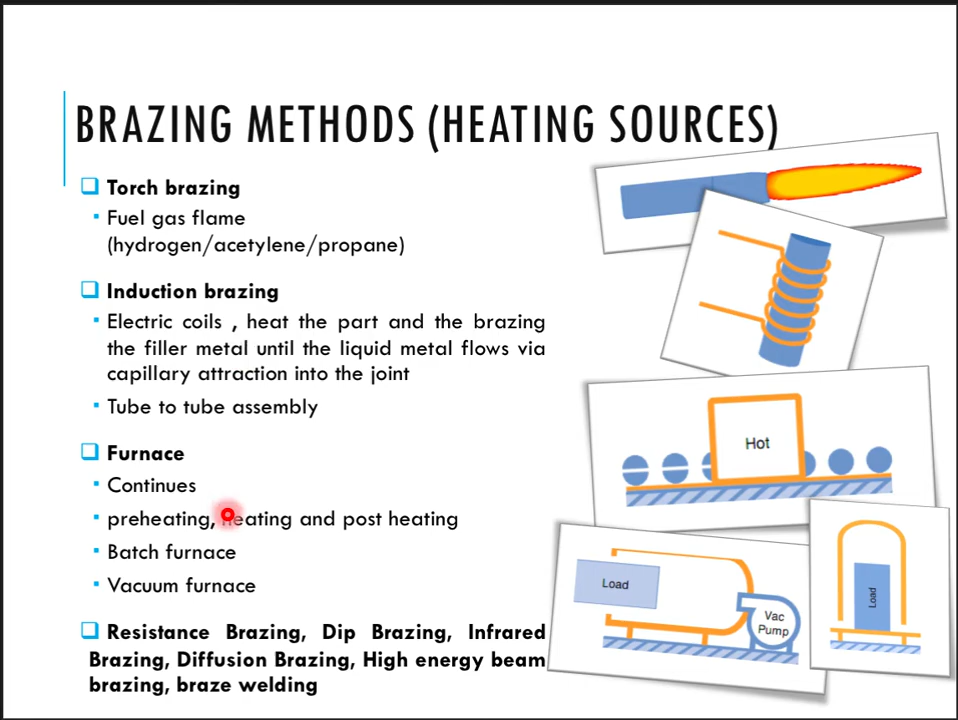 BRAZING METHODS (HEATING SOURCES)
Torch brazing
Fuel gas flame
(hydrogen/acetylene/propane)
Induction brazing
Electric coils , heat the part and the brazing
the filler metal until the liquid metal flows via
capillary attraction into the joint
Tube to tube assembly
Furnace
Continues
preheating, heating and post heating
Batch furnace
Vacuum furnace
Resistance Brazing, Dip Brazing, Infrared
Brazing, Diffusion Brazing, High energy beam
brazing, braze welding
Hot
Load
Vac
Pump
Load